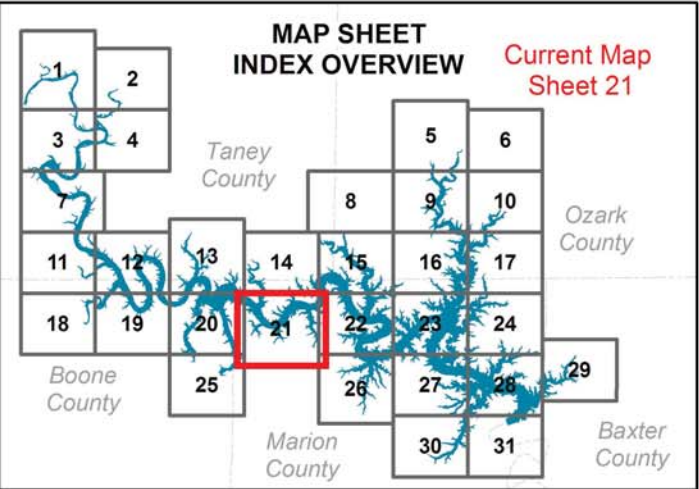 MAP SHEET
INDEX OVERVIEW
Current Map
Sheet 21
1
2
3
4
5
6
Taney
County
7
8
9
10
Ozark
County
11
12
13
14
15
16
17
18
19
20
21
22
23
24
25
26
27
28
29
Boone
County
Marion
County
30
31
Baxter
County